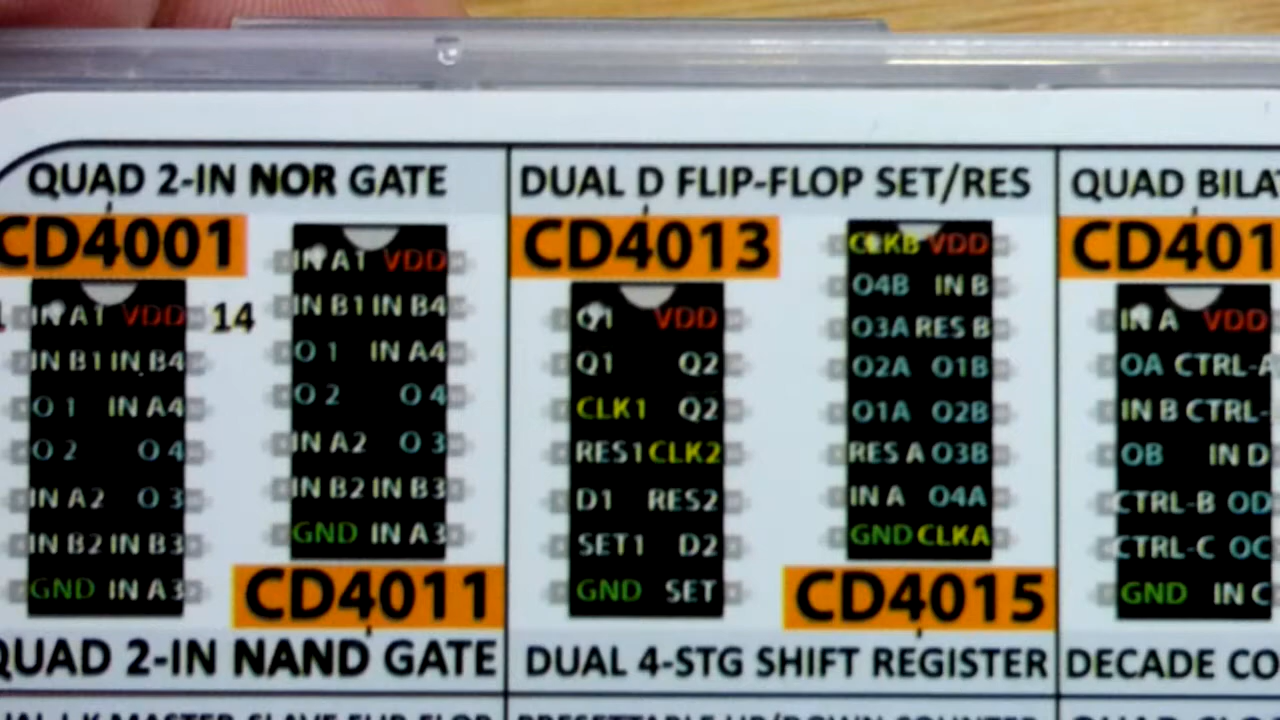 QUAD 2-IN NOR GATE
CD4001
IN A1 VDD 14
IN B1 IN B4
O 1 IN A4
O 2 O 4
IN A2 O 3
IN B2 IN B3
GND IN A3
IN A1 VDD
IN B1 IN B4
O 1 IN A4
O 2 O 4
IN A2 O 3
IN B2 IN B3
GND IN A3
CD4011
QUAD 2-IN NAND GATE
DUAL D FLIP-FLOP SET/RES
CD4013
Q1 VDD
Q1 Q2
CLK1 Q2
RES1 CLK2
D1 RES2
SET1 D2
GND SET
CLKB VDD
O4B IN B
O3A RES B
O2A O1B
O1A O2B
RES A O3B
IN A O4A
GND CLKA
CD4015
DUAL 4-STG SHIFT REGISTER
QUAD BILAT
CD401
IN A VDD
OA CTRL-A
IN B CTRL-
OB IN D
CTRL-B OD
CTRL-C OC
GND IN C
DECADE CO